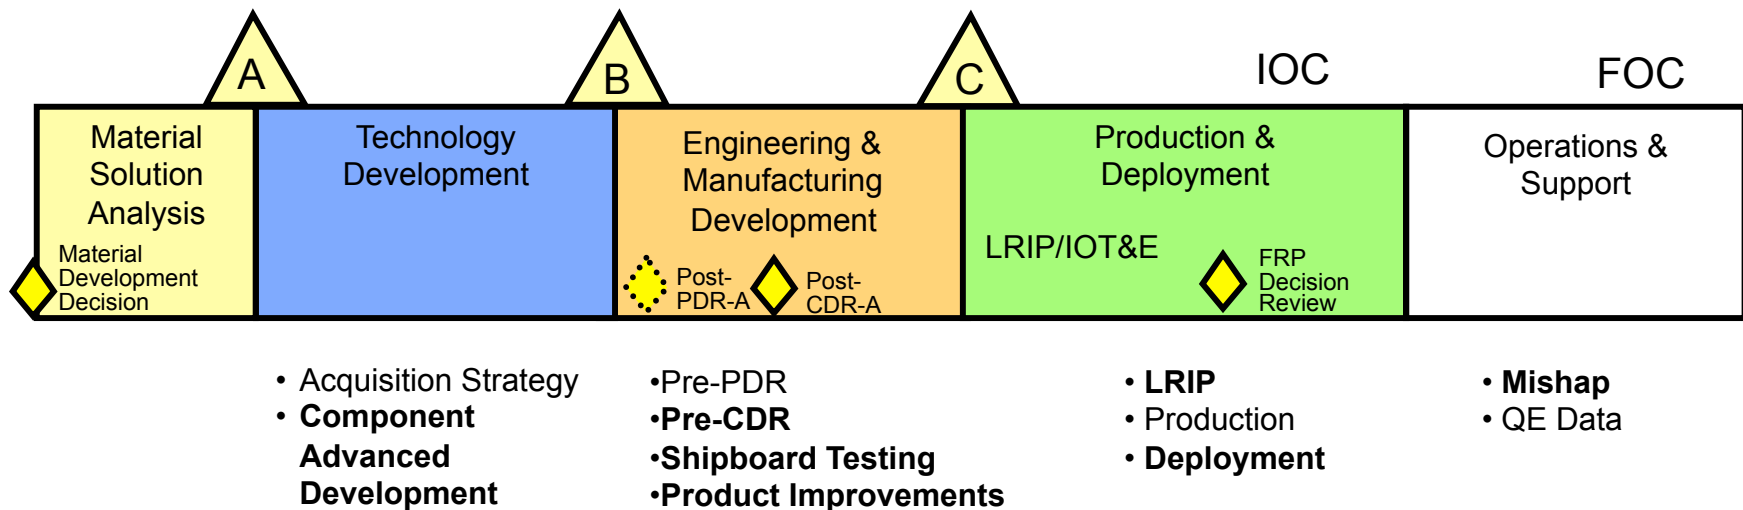 A
B
C
IOC
FOC
Material
Solution
Analysis
Material
Development
Decision
Technology
Development
Engineering &
Manufacturing
Development
Post-
PDR-A
Post-
CDR-A
Production &
Deployment
LRIP/IOT&E
FRP
Decision
Review
Operations &
Support
• Acquisition Strategy
• Component
Advanced
Development
•Pre-PDR
•Pre-CDR
•Shipboard Testing
•Product Improvements
• LRIP
• Production
• Deployment
• Mishap
• QE Data